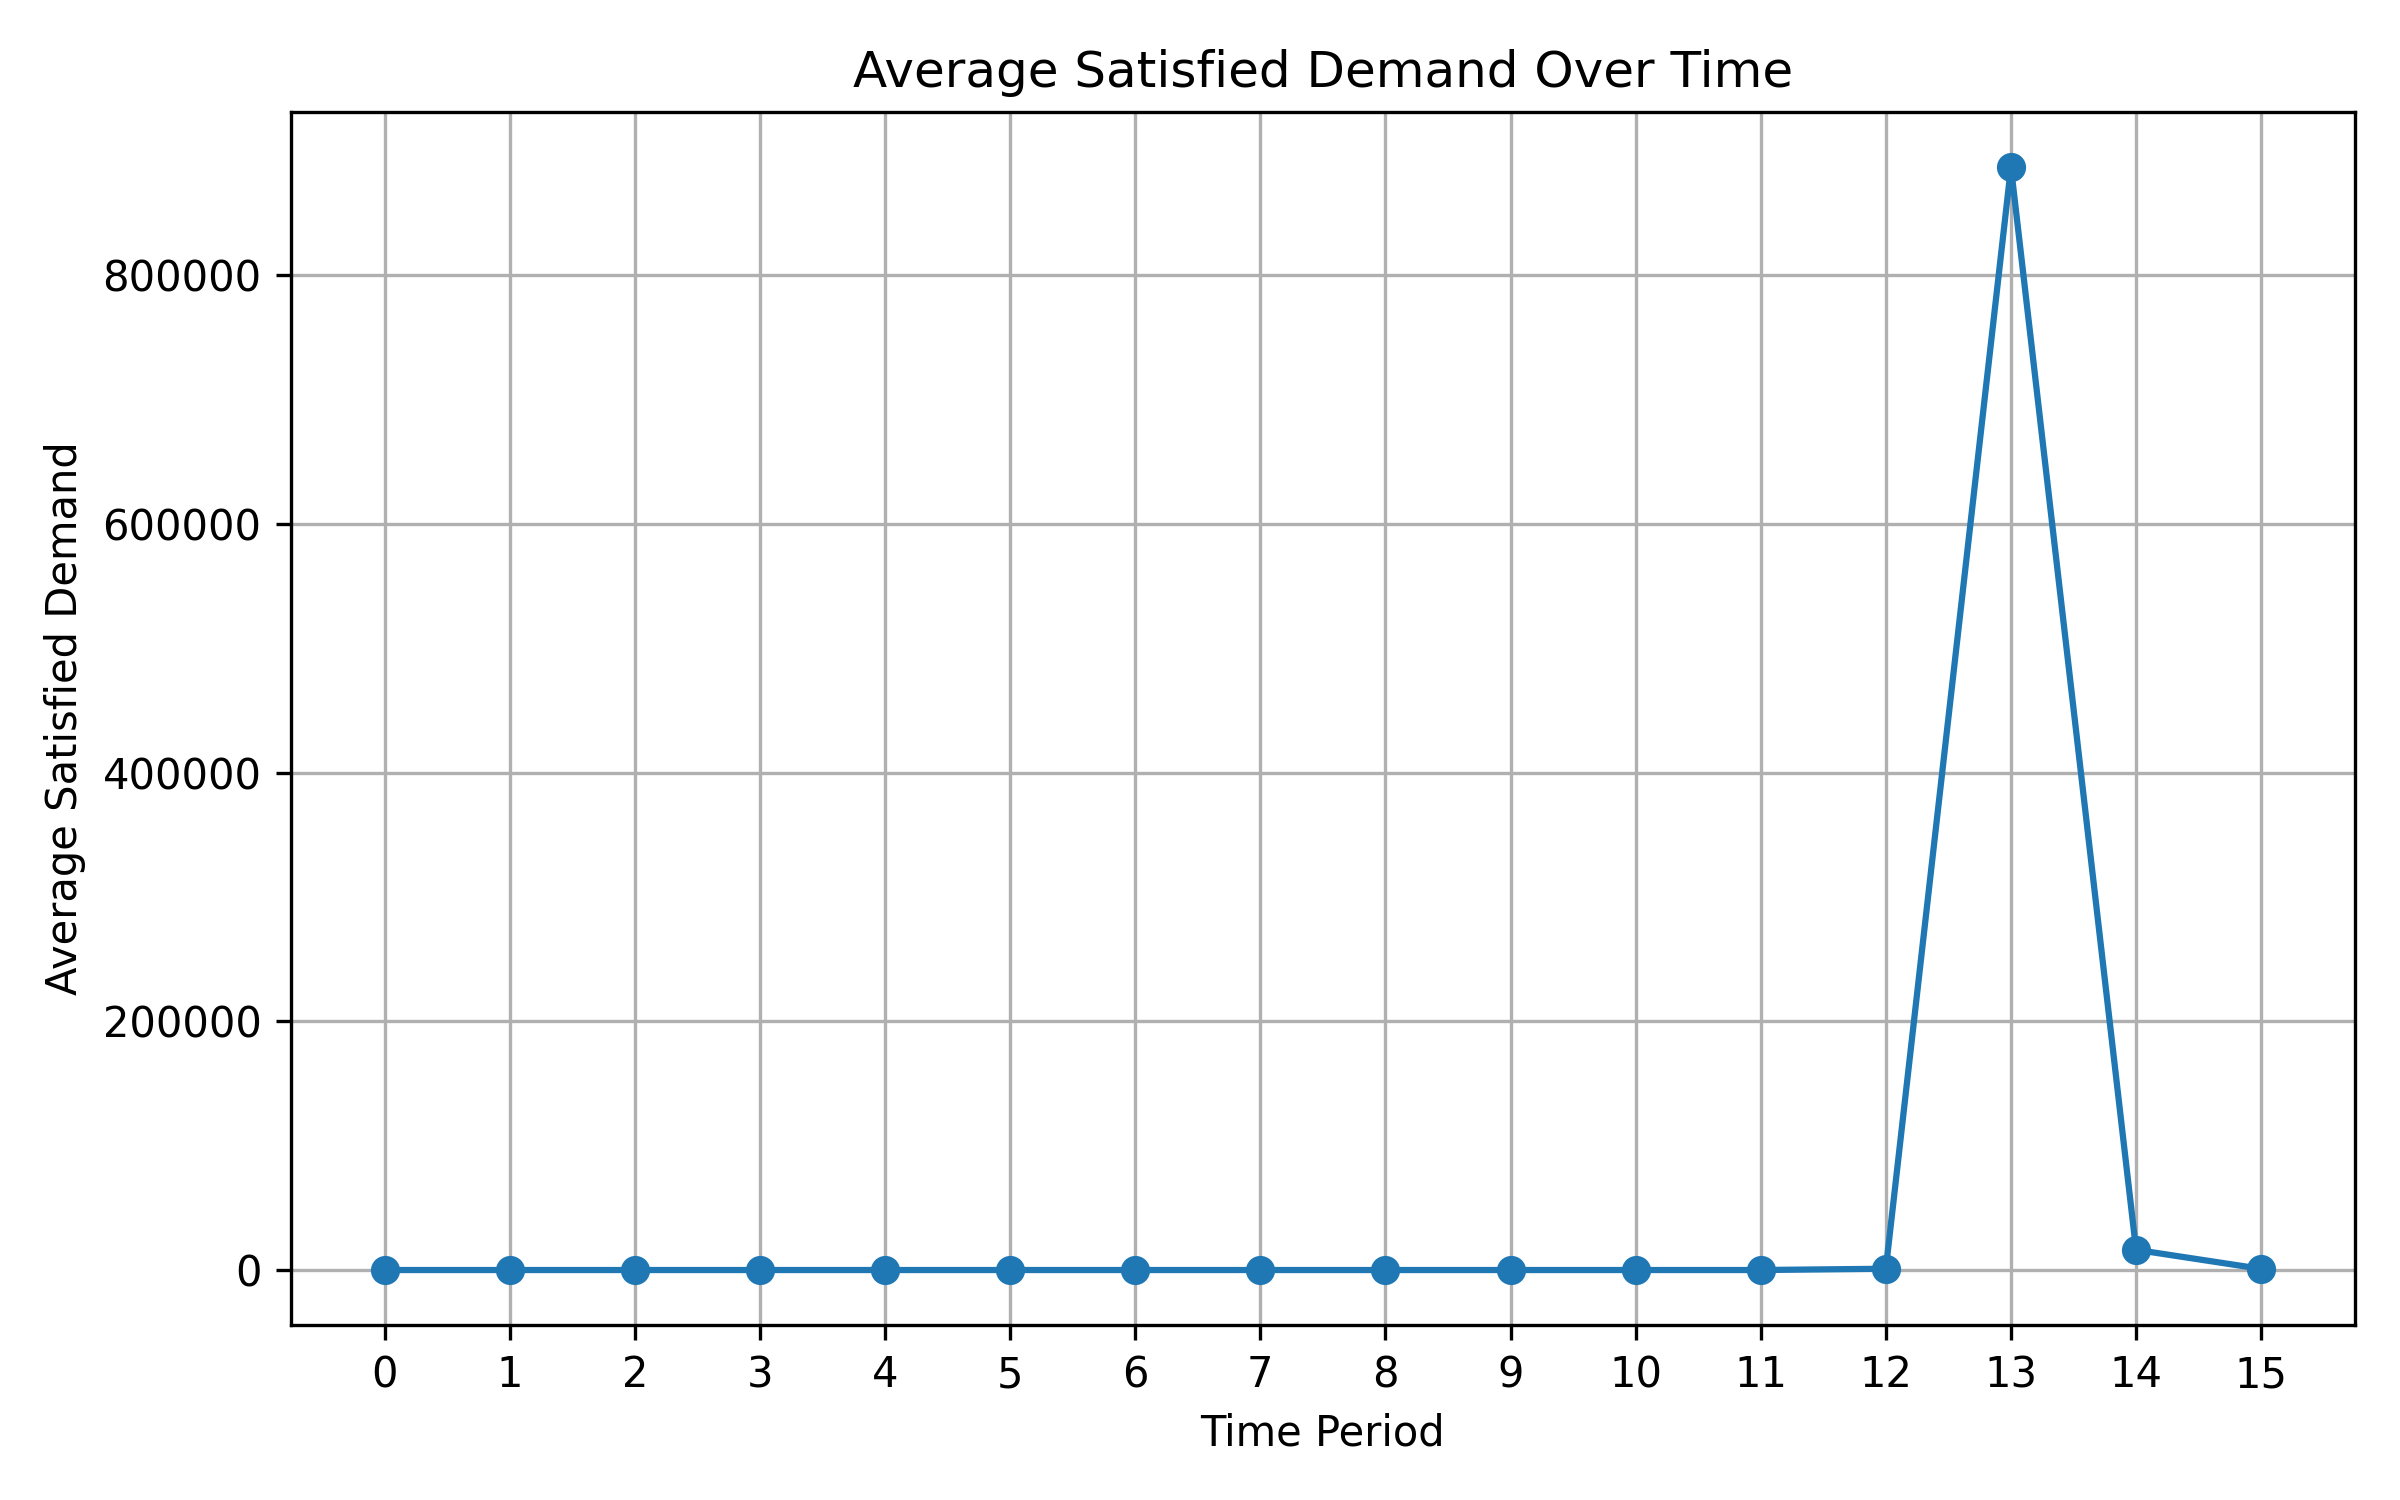 Average Satisfied Demand Over Time
Average Satisfied Demand
800000
600000
400000
200000
0
0 1 2 3 4 5 6 7 8 9 10 11 12 13 14 15
Time Period